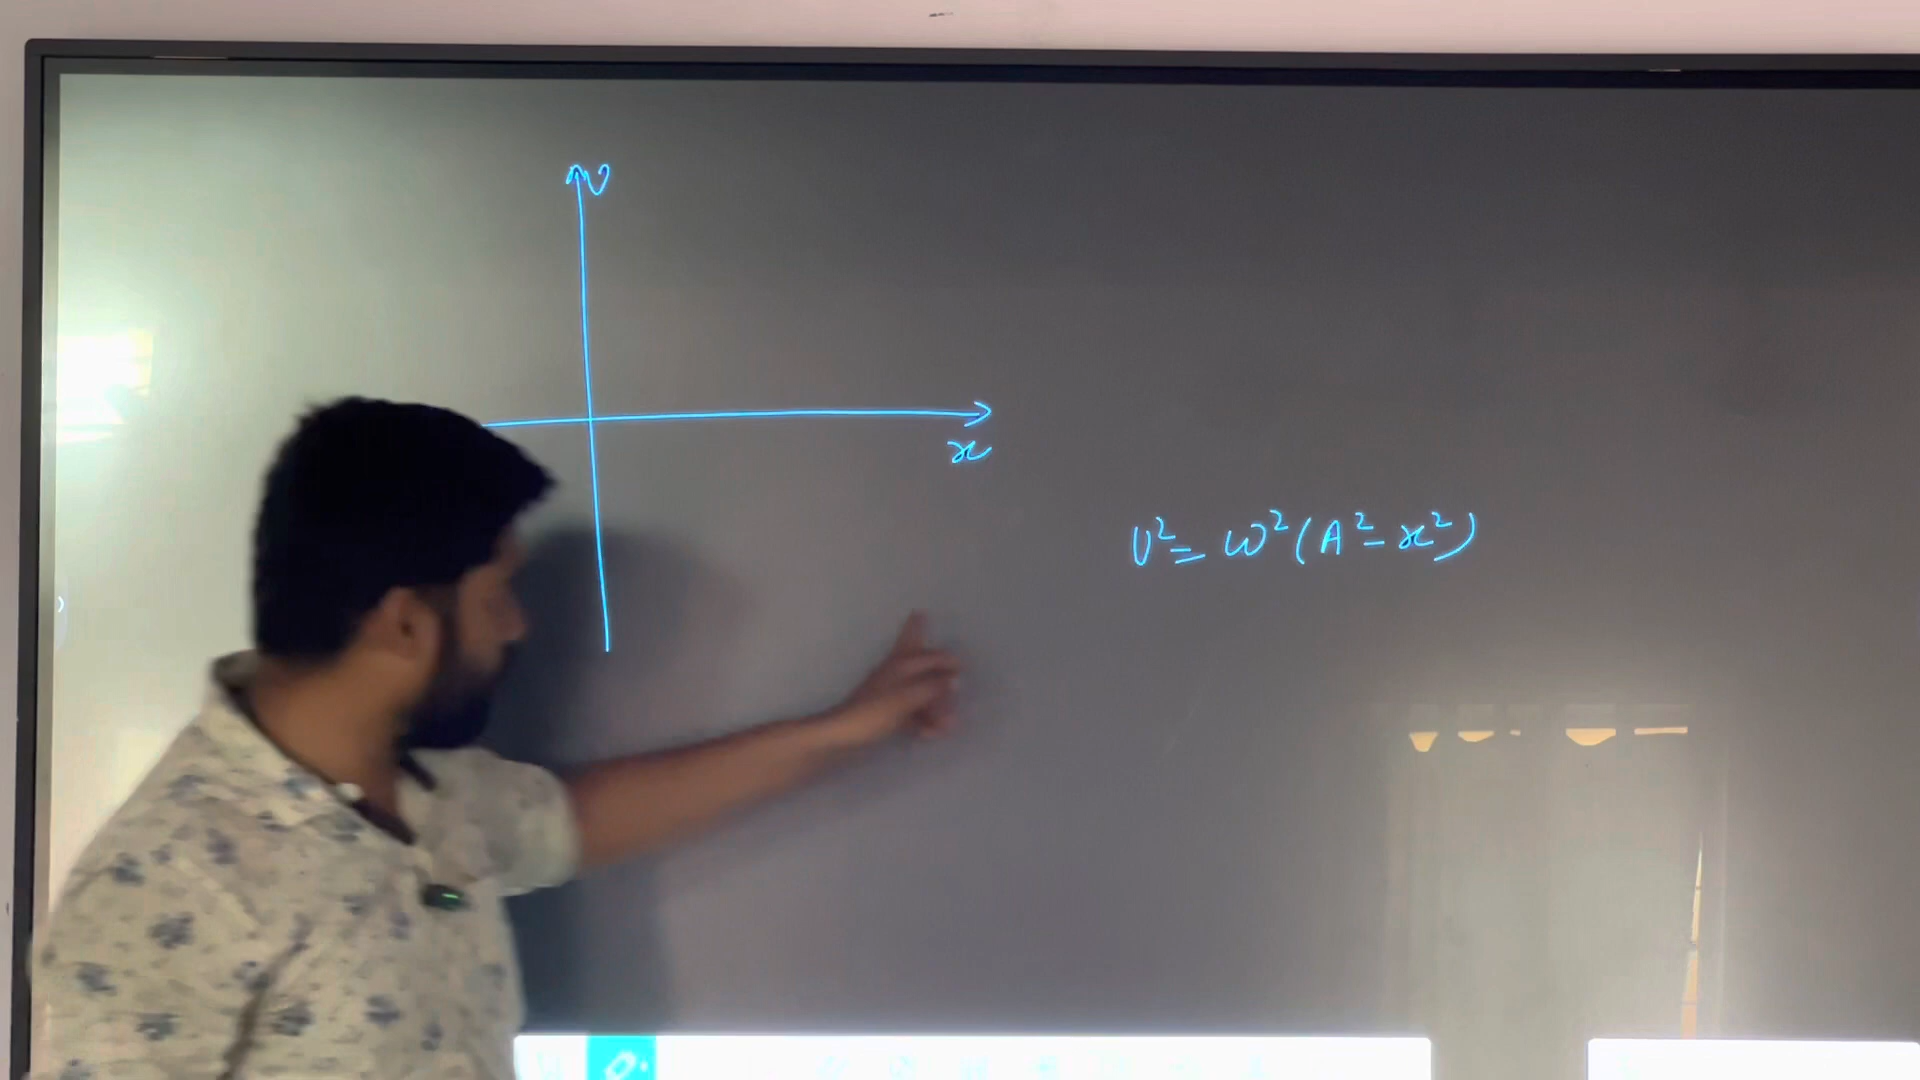 v
x
v² = ω²(A² - x²)